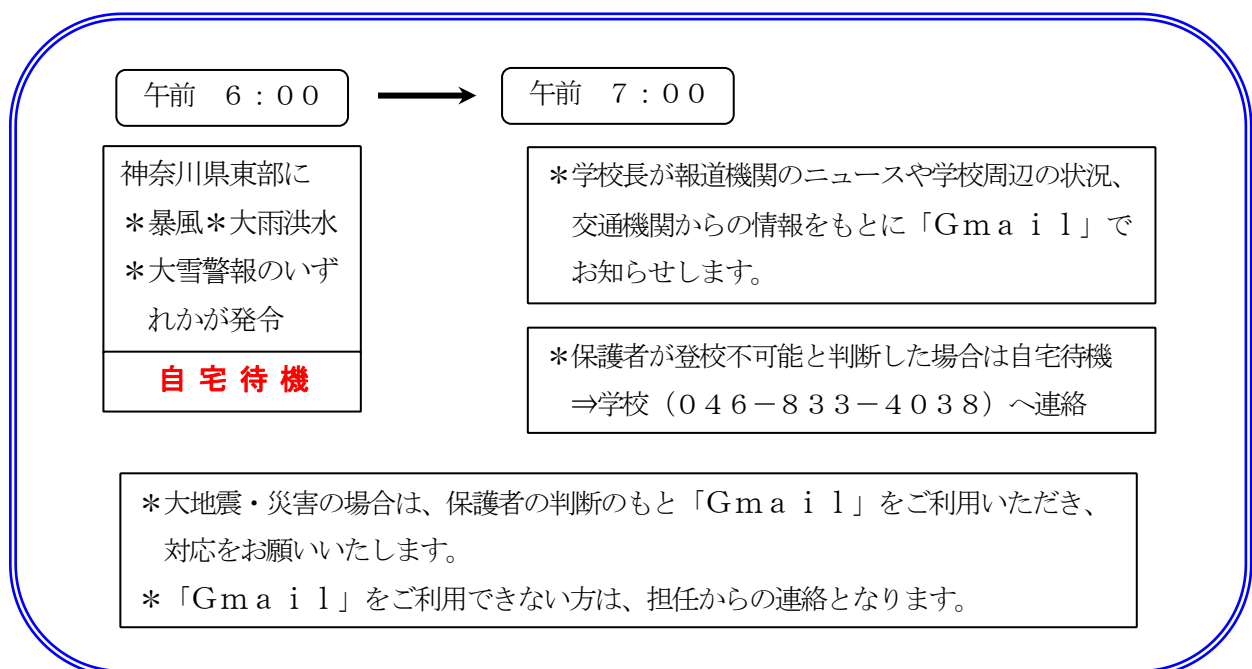 午前　６：００
午前　７：００
神奈川県東部に
＊暴風＊大雨洪水
＊大雪警報のいず
れかが発令
自宅待機
＊学校長が報道機関のニュースや学校周辺の状況、
交通機関からの情報をもとに「Ｇｍａｉｌ」で
お知らせします。
＊保護者が登校不可能と判断した場合は自宅待機
⇒学校（０４６－８３３－４０３８）へ連絡
＊大地震・災害の場合は、保護者の判断のもと「Ｇｍａｉｌ」をご利用いただき、
対応をお願いいたします。
＊「Ｇｍａｉｌ」をご利用できない方は、担任からの連絡となります。